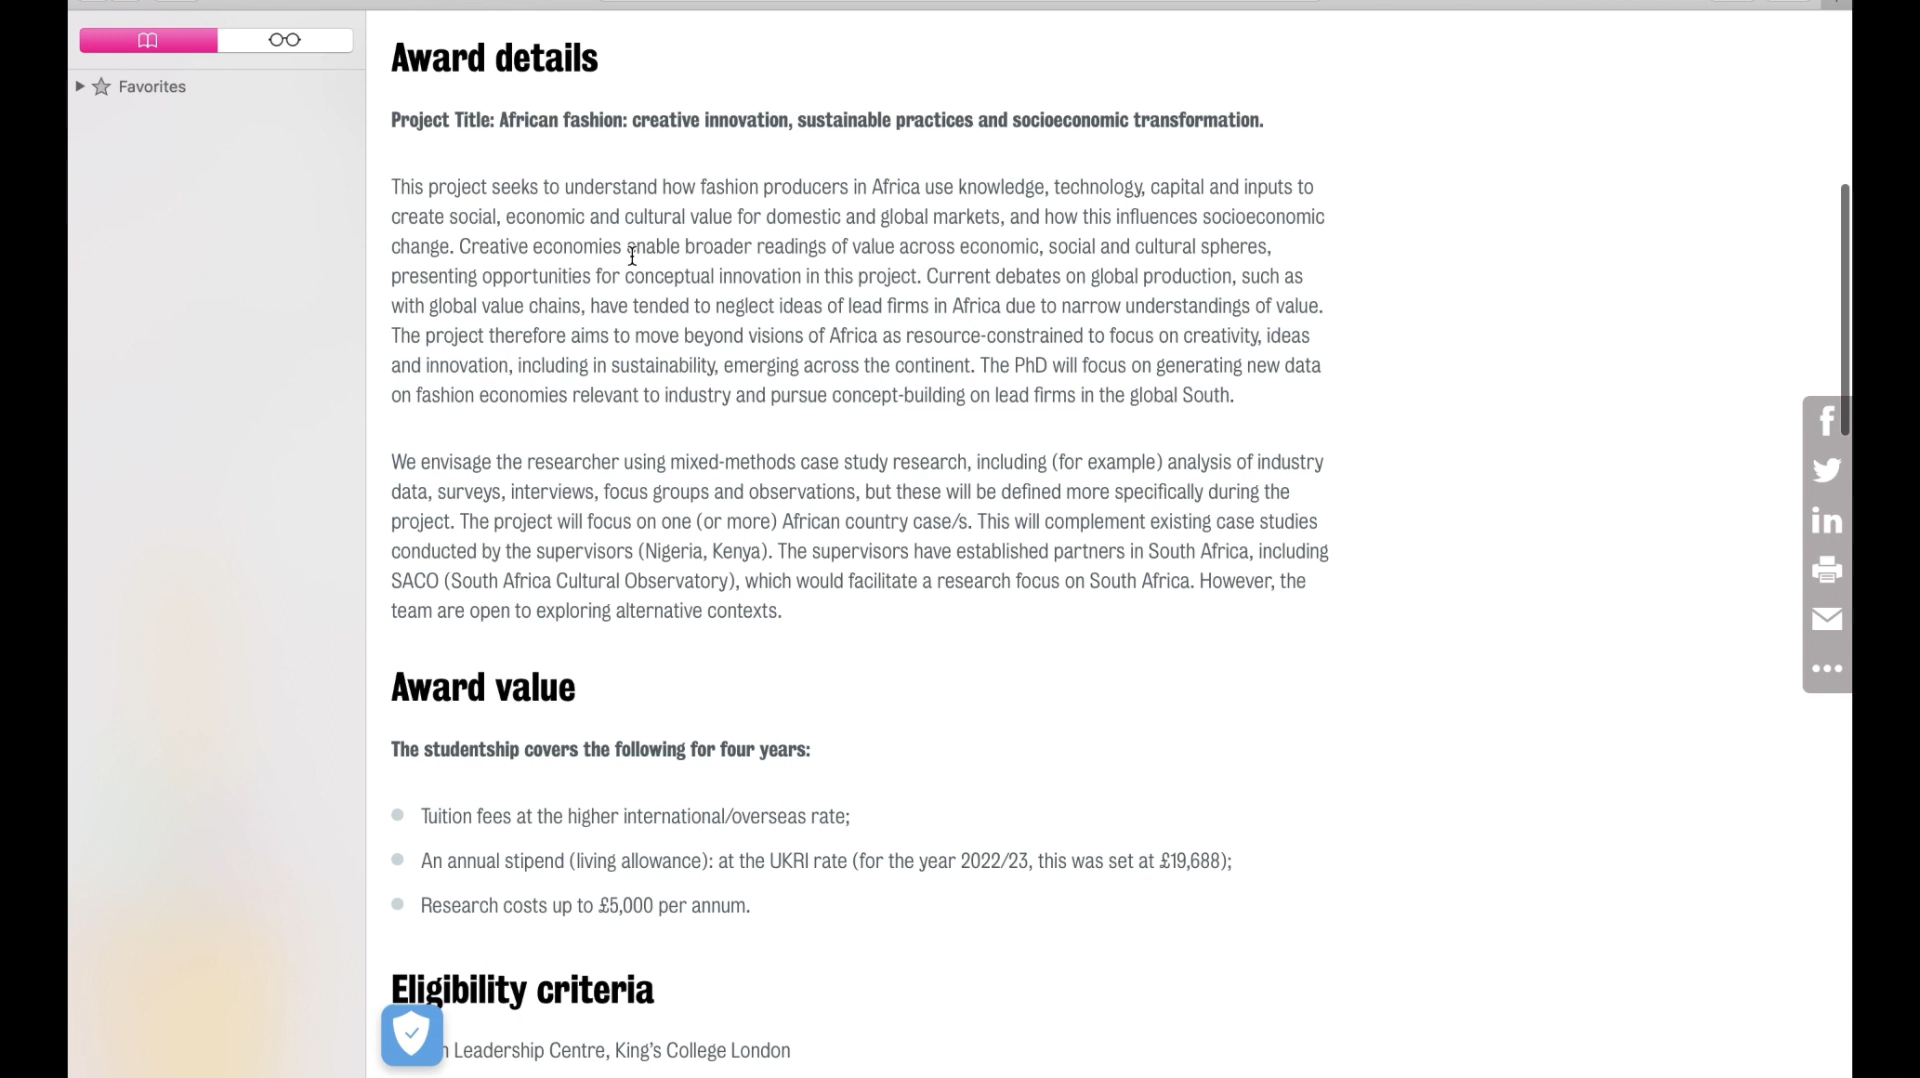 Favorites
Award details
Project Title: African fashion: creative innovation, sustainable practices and socioeconomic transformation.
This project seeks to understand how fashion producers in Africa use knowledge, technology, capital and inputs to
create social, economic and cultural value for domestic and global markets, and how this influences socioeconomic
change. Creative economies enable broader readings of value across economic, social and cultural spheres,
presenting opportunities for conceptual innovation in this project. Current debates on global production, such as
with global value chains, have tended to neglect ideas of lead firms in Africa due to narrow understandings of value.
The project therefore aims to move beyond visions of Africa as resource-constrained to focus on creativity, ideas
and innovation, including in sustainability, emerging across the continent. The PhD will focus on generating new data
on fashion economies relevant to industry and pursue concept-building on lead firms in the global South.
We envisage the researcher using mixed-methods case study research, including (for example) analysis of industry
data, surveys, interviews, focus groups and observations, but these will be defined more specifically during the
project. The project will focus on one (or more) African country case/s. This will complement existing case studies
conducted by the supervisors (Nigeria, Kenya). The supervisors have established partners in South Africa, including
SACO (South Africa Cultural Observatory), which would facilitate a research focus on South Africa. However, the
team are open to exploring alternative contexts.
Award value
The studentship covers the following for four years:
Tuition fees at the higher international/overseas rate;
An annual stipend (living allowance): at the UKRI rate (for the year 2022/23, this was set at £19,688);
Research costs up to £5,000 per annum.
Eligibility criteria
Leadership Centre, King's College London